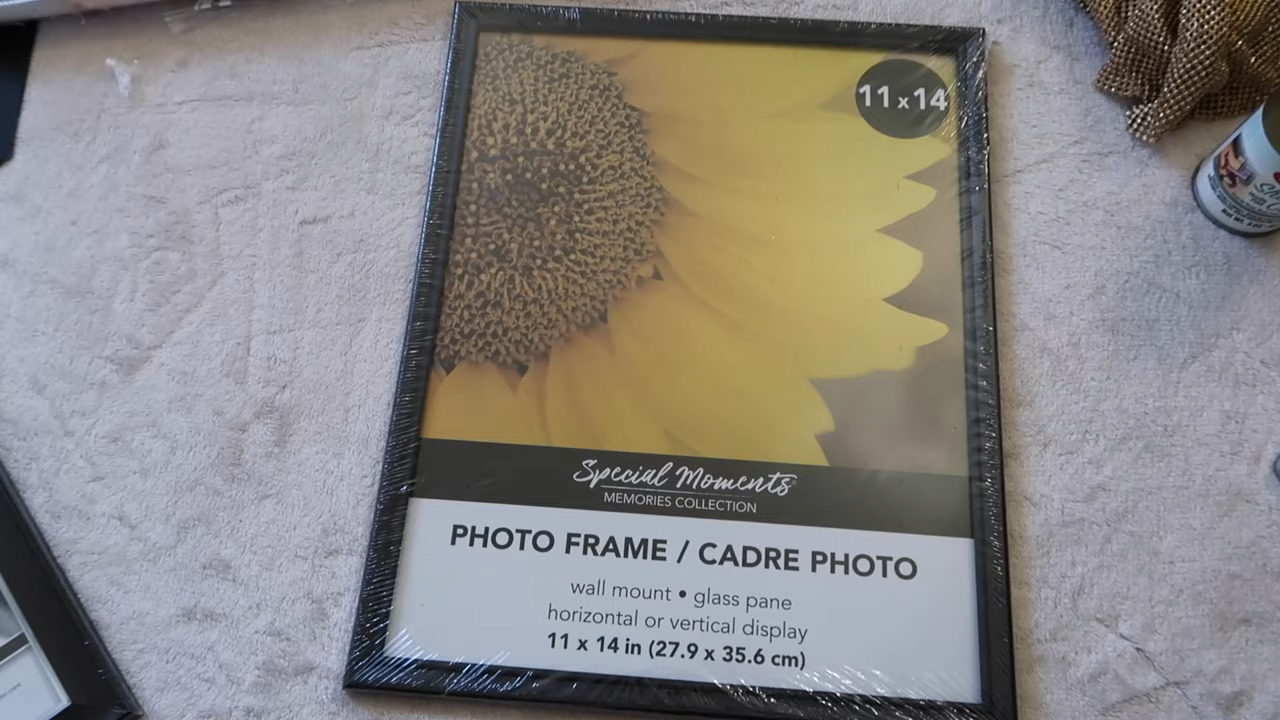 11 x 14
Special Moments
MEMORIES COLLECTION
PHOTO FRAME / CADRE PHOTO
wall mount • glass pane
horizontal or vertical display
11 x 14 in (27.9 x 35.6 cm)